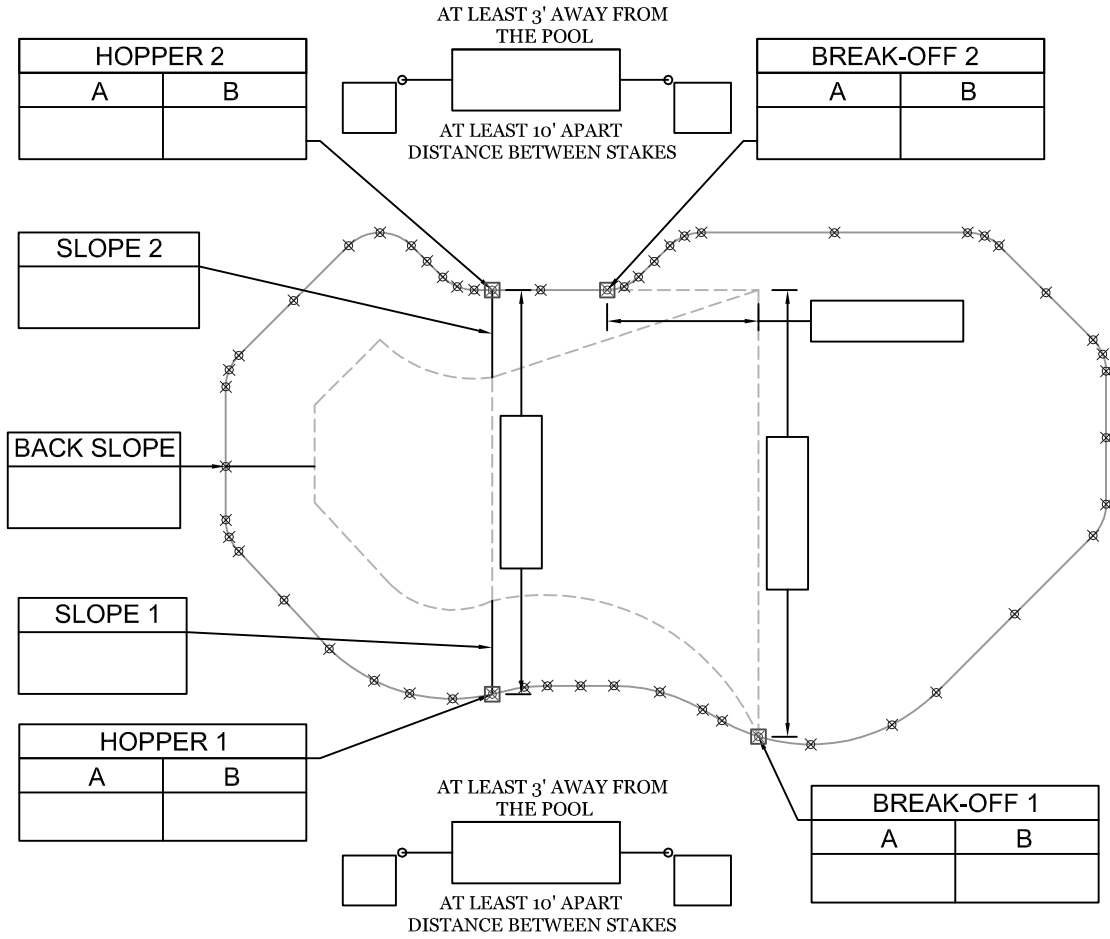 AT LEAST 3' AWAY FROM
THE POOL
HOPPER 2
A B
AT LEAST 10' APART
DISTANCE BETWEEN STAKES
BREAK-OFF 2
A B
SLOPE 2
BACK SLOPE
SLOPE 1
HOPPER 1
A B
AT LEAST 3' AWAY FROM
THE POOL
AT LEAST 10' APART
DISTANCE BETWEEN STAKES
BREAK-OFF 1
A B